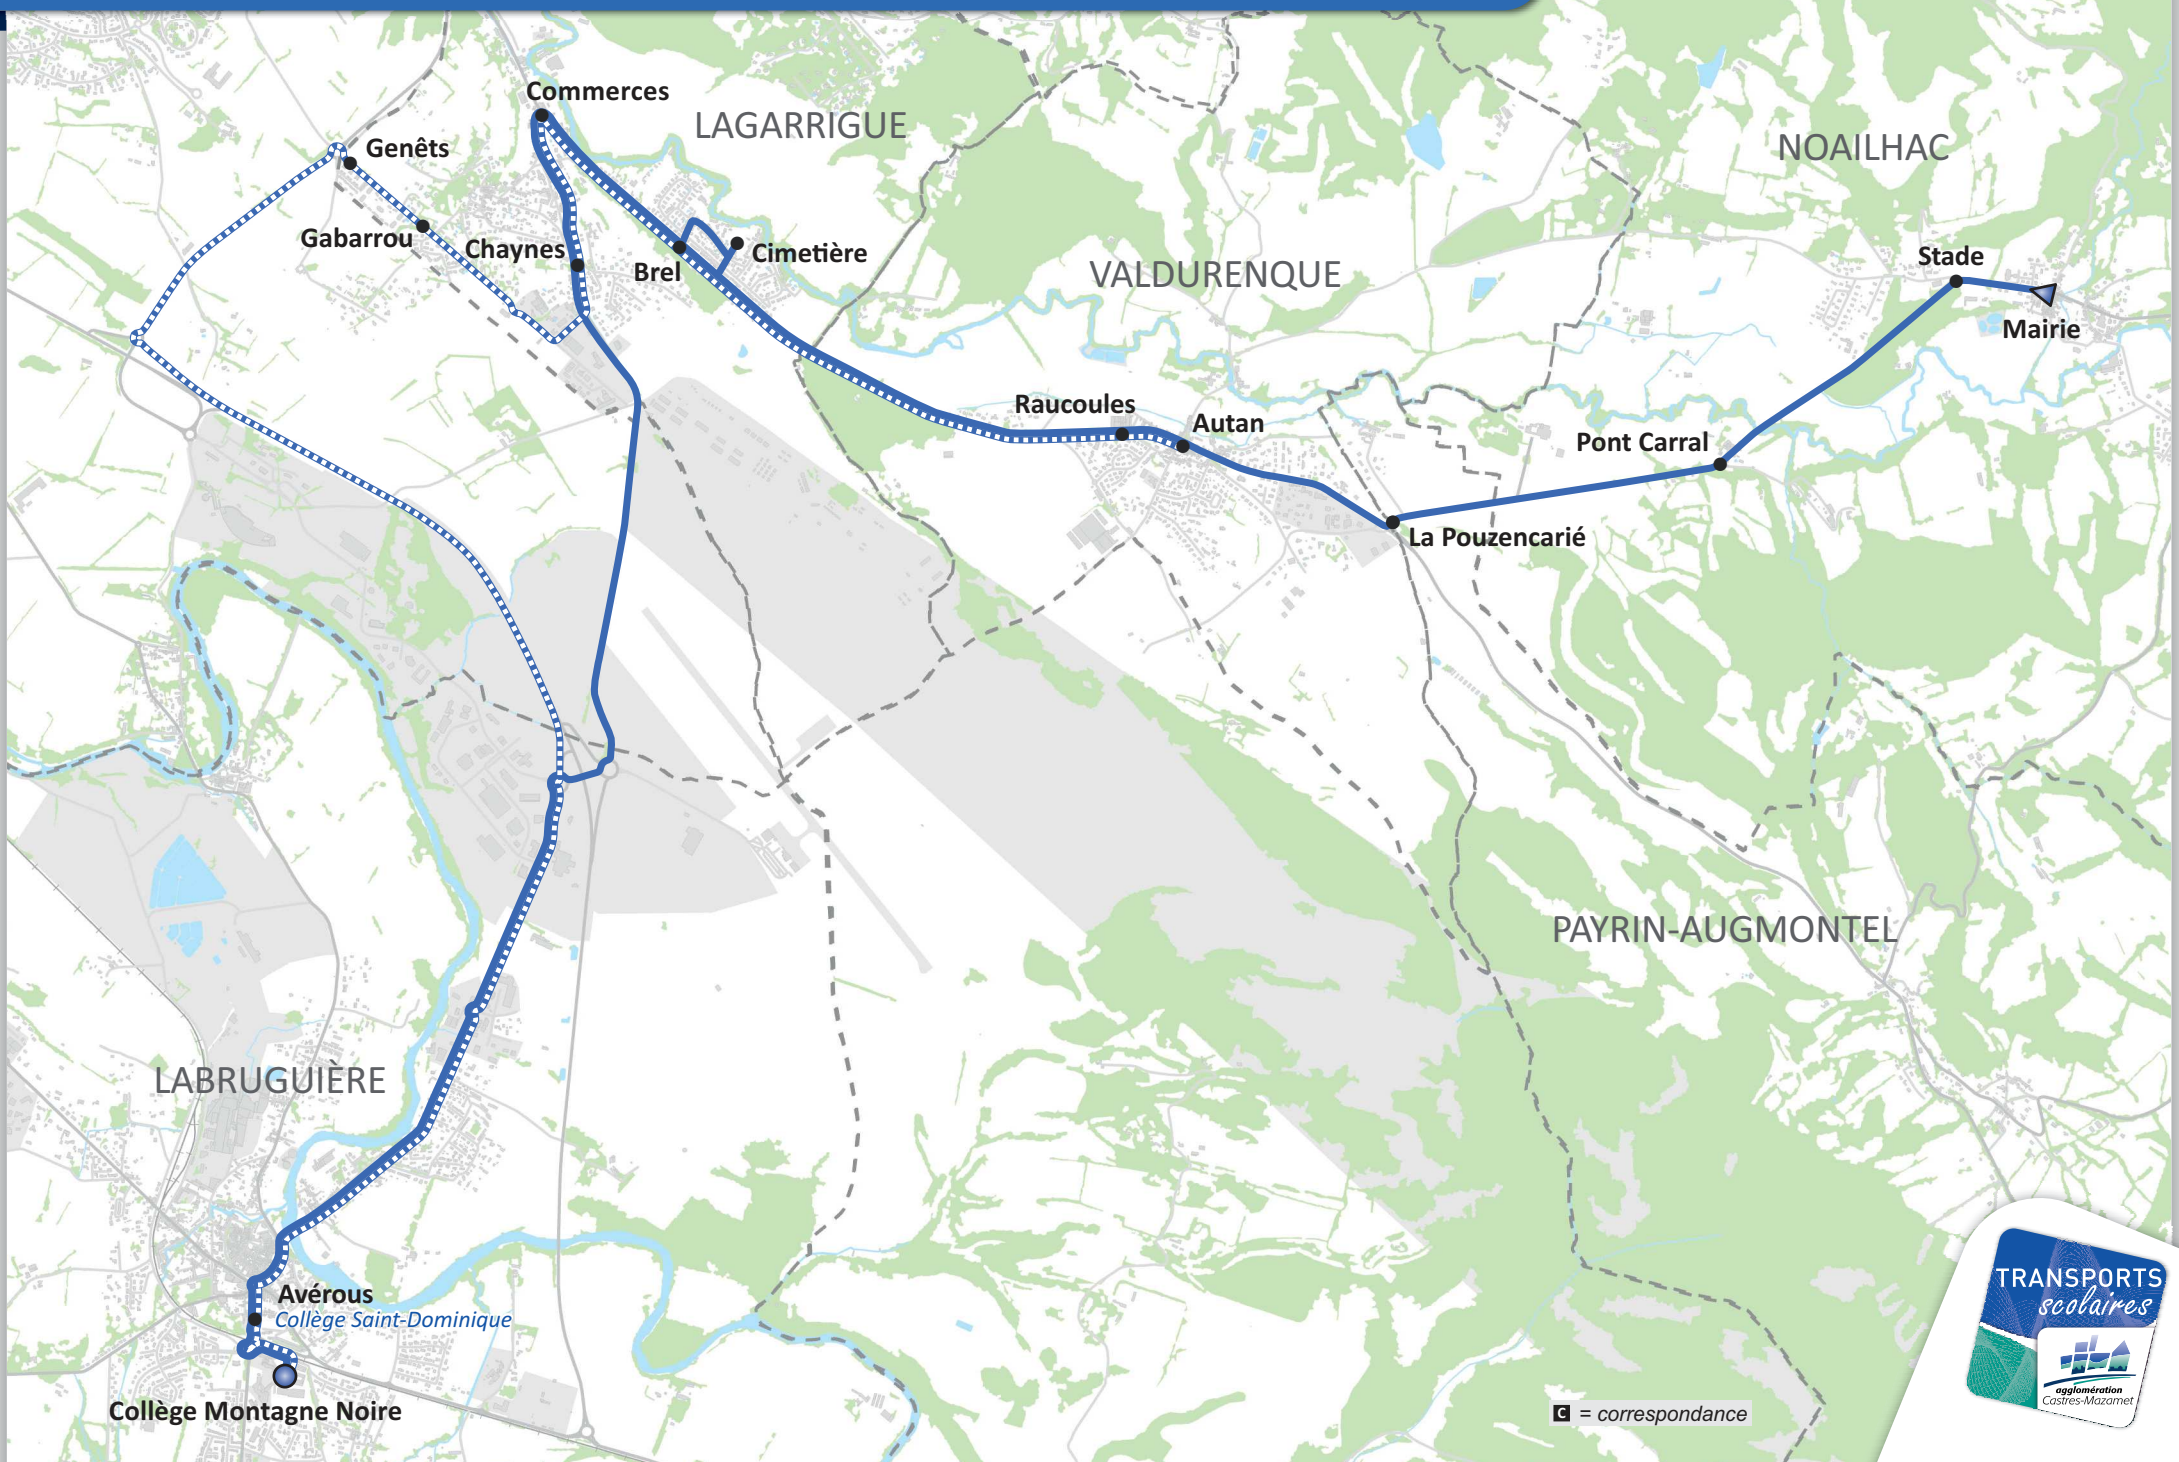 Commerces
LAGARRIGUE
NOAILHAC
Genêts
Gabarrou
Chaynes
Brel
Cimetière
VALDURENQUE
Stade
Mairie
Raucoules
Autan
Pont Carral
La Pouzencarié
PAYRIN-AUGMONTEL
LABRUGUIÈRE
Avérous
Collège Saint-Dominique
Collège Montagne Noire
C = correspondance
TRANSPORTS
scolaires
agglomération
Castres-Mazamet